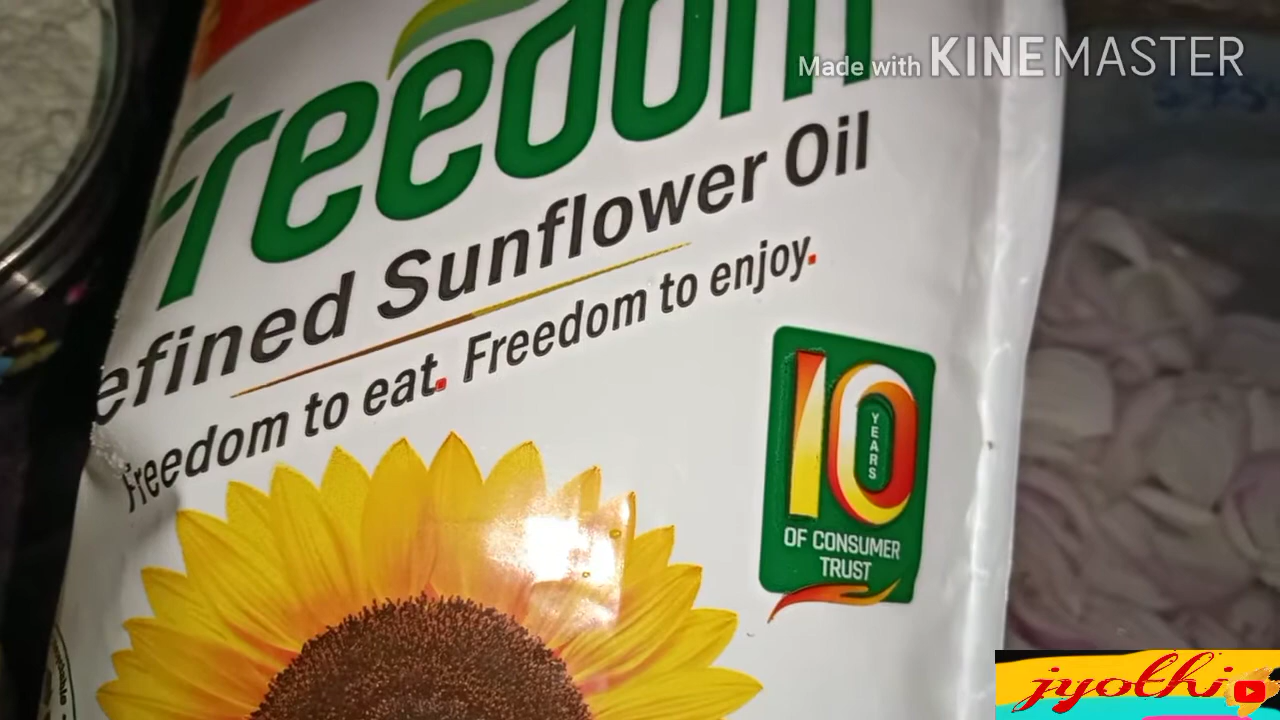 Made with KINEMASTER
Freedom
efined Sunflower Oil
Freedom to eat. Freedom to enjoy.
10
YEARS
OF CONSUMER
TRUST
jyothi